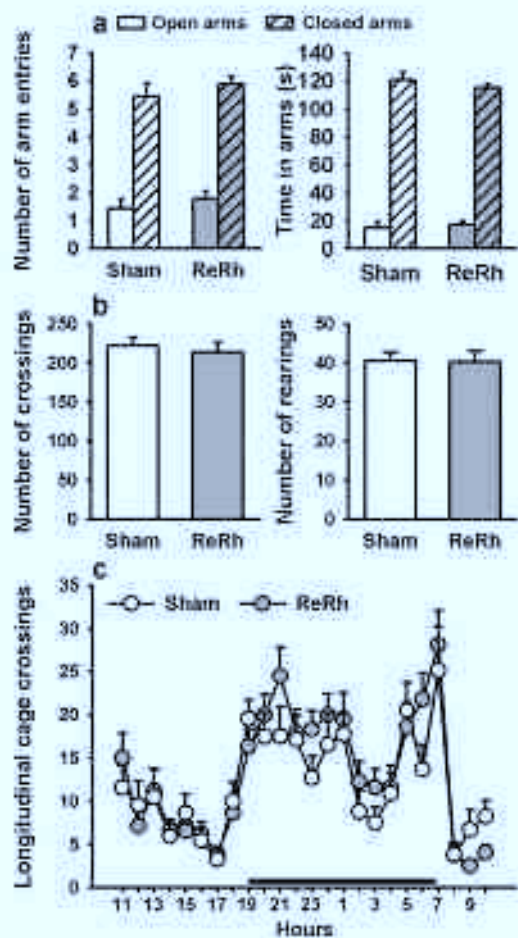 a Open arms Closed arms
Number of arm entries
7
6
5
4
3
2
1
0
Sham ReRh
Time in arms (s)
140
120
100
80
60
40
20
0
Sham ReRh
b
Number of crossings
250
200
150
100
50
0
Sham ReRh
Number of rearings
50
40
30
20
10
0
Sham ReRh
c
Sham ReRh
Longitudinal cage crossings
35
30
25
20
15
10
5
0
11 13 15 17 19 21 23 1 3 5 7 9
Hours